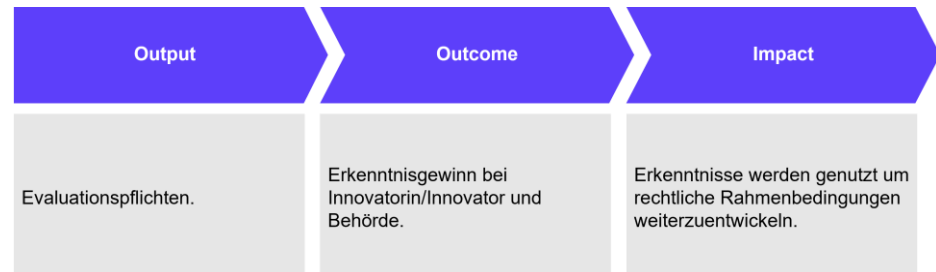 Output
Outcome
Impact
Evaluationspflichten.
Erkenntnisgewinn bei
Innovatorin/Innovator und
Behörde.
Erkenntnisse werden genutzt um
rechtliche Rahmenbedingungen
weiterzuentwickeln.